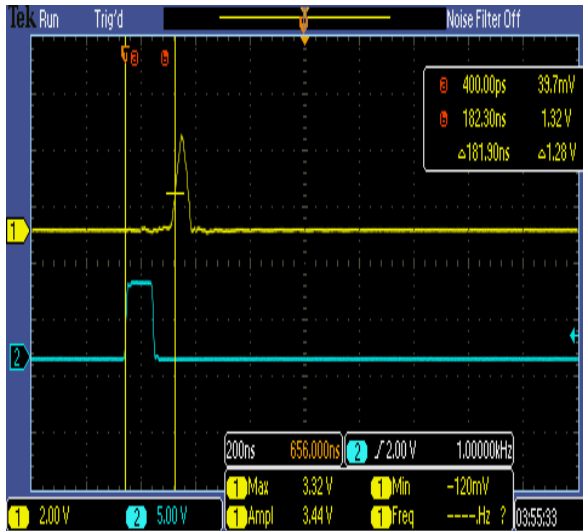 Tek Run Trig'd Noise Filter Off
a 400.00ps 39.7mV
b 182.30ns 1.32 V
△181.90ns △1.28 V
1
2
200ns 656.000ns 2 ∫ 2.00 V 1.00000kHz
1 Max 3.32 V 1 Min −120mV
1 Ampl 3.44 V 1 Freq −−−−Hz ?
1 2.00 V 2 5.00 V 03:55:33